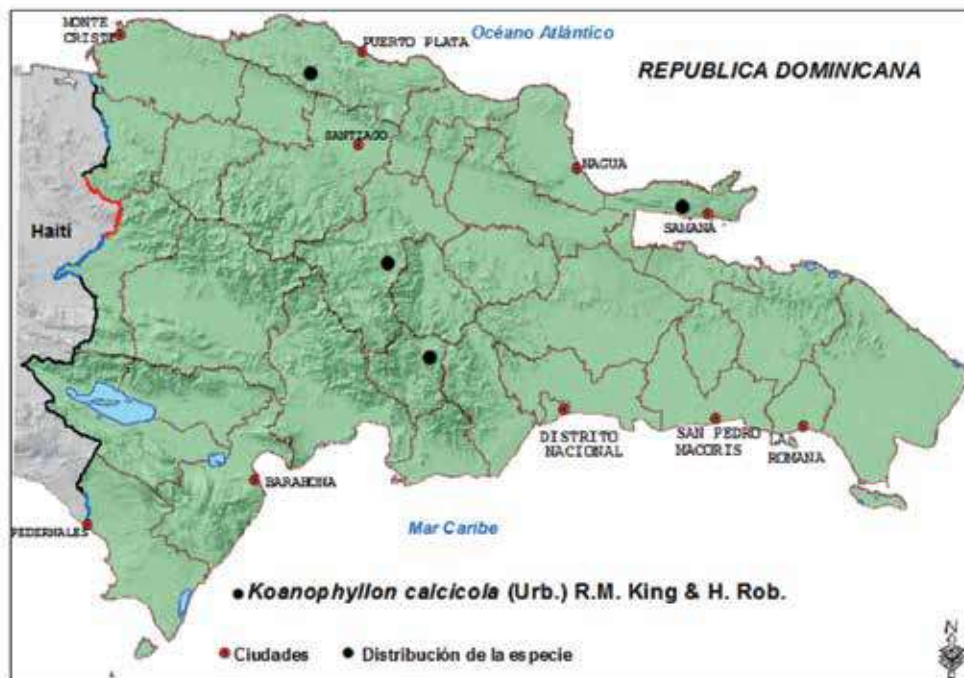 MONTE
CRISTI
PUERTO PLATA
Océano Atlántico
REPUBLICA DOMINICANA
SANTIAGO
NAGUA
SAMANA
Haití
DISTRITO
NACIONAL
SAN PEDRO
MACORIS
LA
ROMANA
BARAHONA
PEDERNALES
Mar Caribe
Koanophyllon calcicola (Urb.) R.M. King & H. Rob.
Ciudades
Distribución de la especie
N